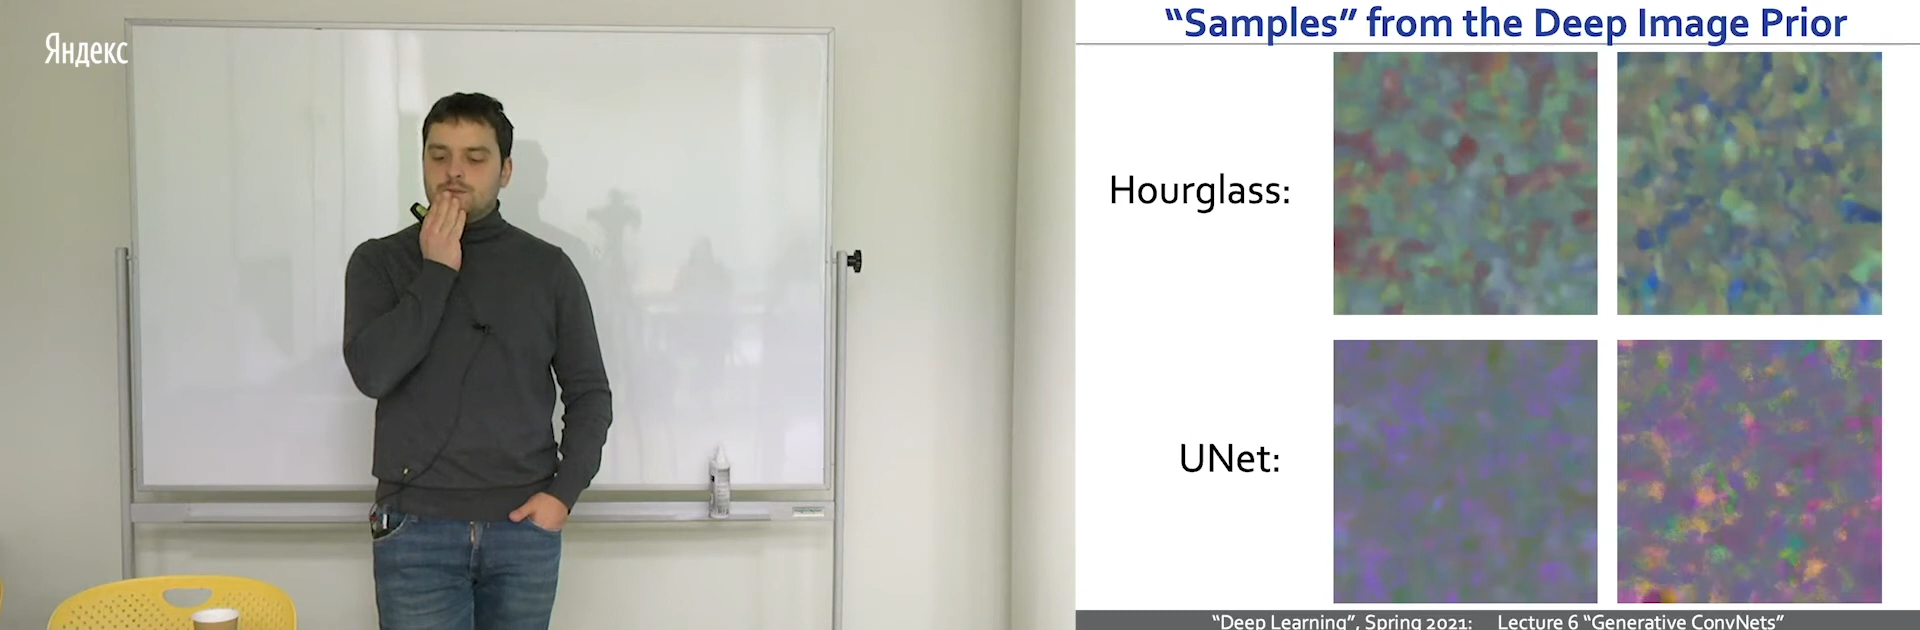 Яндекс
“Samples” from the Deep Image Prior
Hourglass:
UNet:
“Deep Learning”, Spring 2021: Lecture 6 “Generative ConvNets”